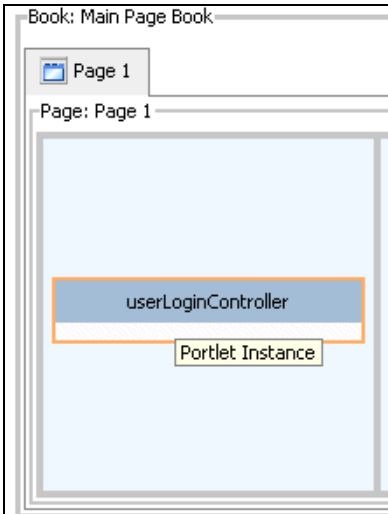 Book: Main Page Book
Page 1
Page: Page 1
userLoginController
Portlet Instance